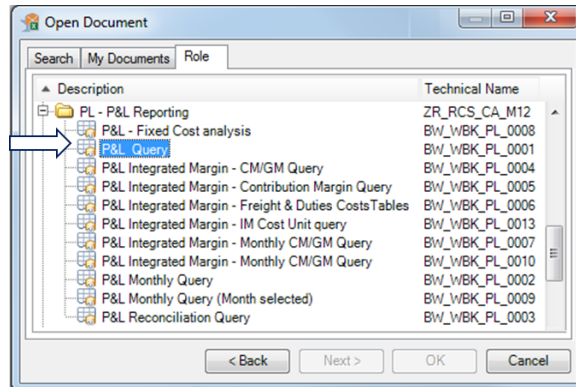 Open Document
Search My Documents Role
Description Technical Name
PL - P&L Reporting ZR_RCS_CA_M12
P&L - Fixed Cost analysis BW_WBK_PL_0008
P&L Query BW_WBK_PL_0001
P&L Integrated Margin - CM/GM Query BW_WBK_PL_0004
P&L Integrated Margin - Contribution Margin Query BW_WBK_PL_0005
P&L Integrated Margin - Freight & Duties CostsTables BW_WBK_PL_0006
P&L Integrated Margin - IM Cost Unit query BW_WBK_PL_0013
P&L Integrated Margin - Monthly CM/GM Query BW_WBK_PL_0007
P&L Integrated Margin - Monthly CM/GM Query BW_WBK_PL_0010
P&L Monthly Query BW_WBK_PL_0002
P&L Monthly Query (Month selected) BW_WBK_PL_0009
P&L Reconciliation Query BW_WBK_PL_0003
< Back Next > OK Cancel